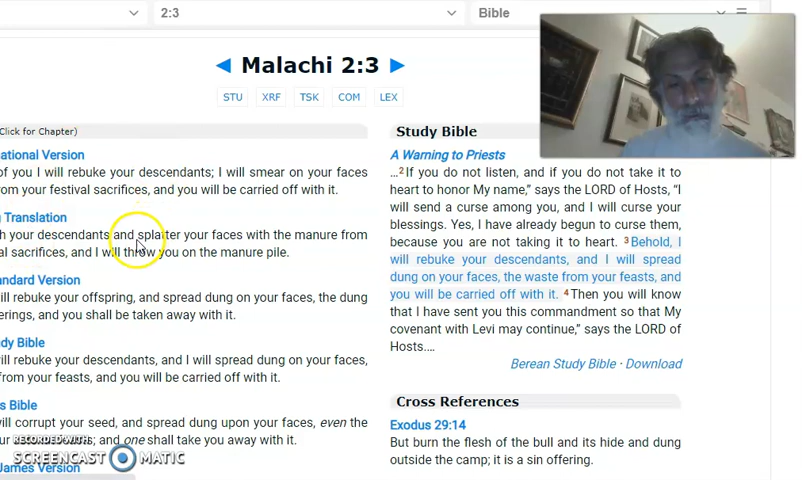 2:3
Bible
Malachi 2:3
STU
XRF
TSK
COM
LEX
Click for Chapter)
ational Version
of you I will rebuke your descendants; I will smear on your faces
rom your festival sacrifices, and you will be carried off with it.
g Translation
h your descendants and splatter your faces with the manure from
al sacrifices, and I will throw you on the manure pile.
ndard Version
ill rebuke your offspring, and spread dung on your faces, the dung
erings, and you shall be taken away with it.
dy Bible
ill rebuke your descendants, and I will spread dung on your faces,
from your feasts, and you will be carried off with it.
s Bible
ill corrupt your seed, and spread dung upon your faces, even the
ur solemn feasts; and one shall take you away with it.
James Version
RECORDED WITH
SCREENCAST MATIC
Study Bible
A Warning to Priests
…2If you do not listen, and if you do not take it to
heart to honor My name,” says the LORD of Hosts, “I
will send a curse among you, and I will curse your
blessings. Yes, I have already begun to curse them,
because you are not taking it to heart. 3Behold, I
will rebuke your descendants, and I will spread
dung on your faces, the waste from your feasts, and
you will be carried off with it. 4Then you will know
that I have sent you this commandment so that My
covenant with Levi may continue,” says the LORD of
Hosts.…
Berean Study Bible · Download
Cross References
Exodus 29:14
But burn the flesh of the bull and its hide and dung
outside the camp; it is a sin offering.